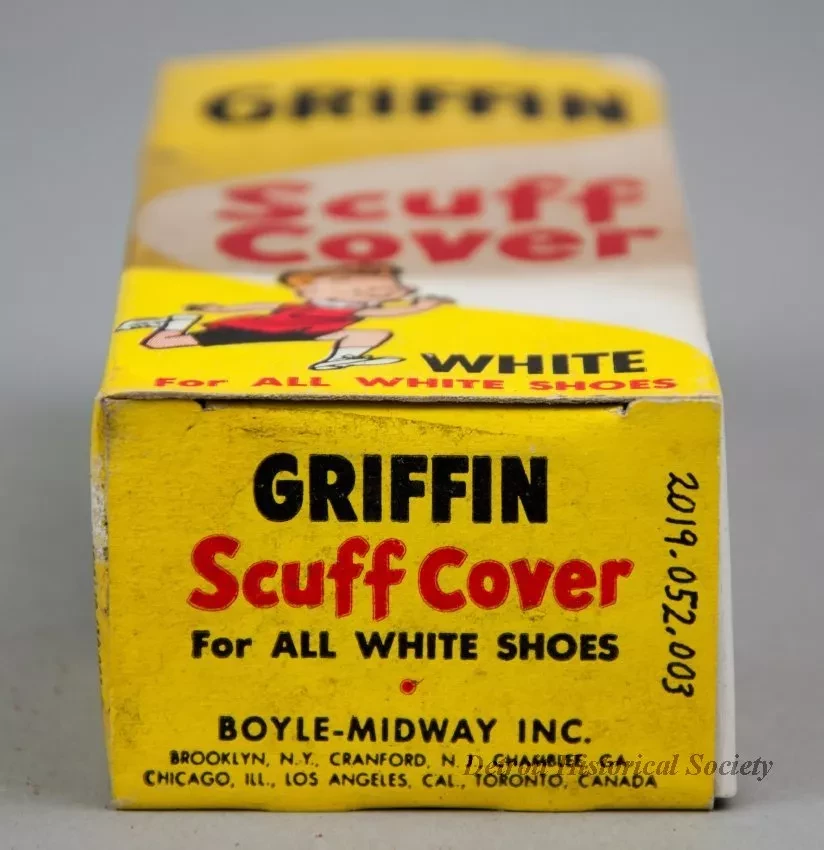 GRIFFIN
Scuff
Cover
WHITE
For ALL WHITE SHOES
GRIFFIN
Scuff Cover
For ALL WHITE SHOES
BOYLE-MIDWAY INC.
BROOKLYN, N.Y., CRANFORD, N.J., CHAMBLEE, GA.
CHICAGO, ILL., LOS ANGELES, CAL., TORONTO, CANADA
2019.052.003
Detroit Historical Society